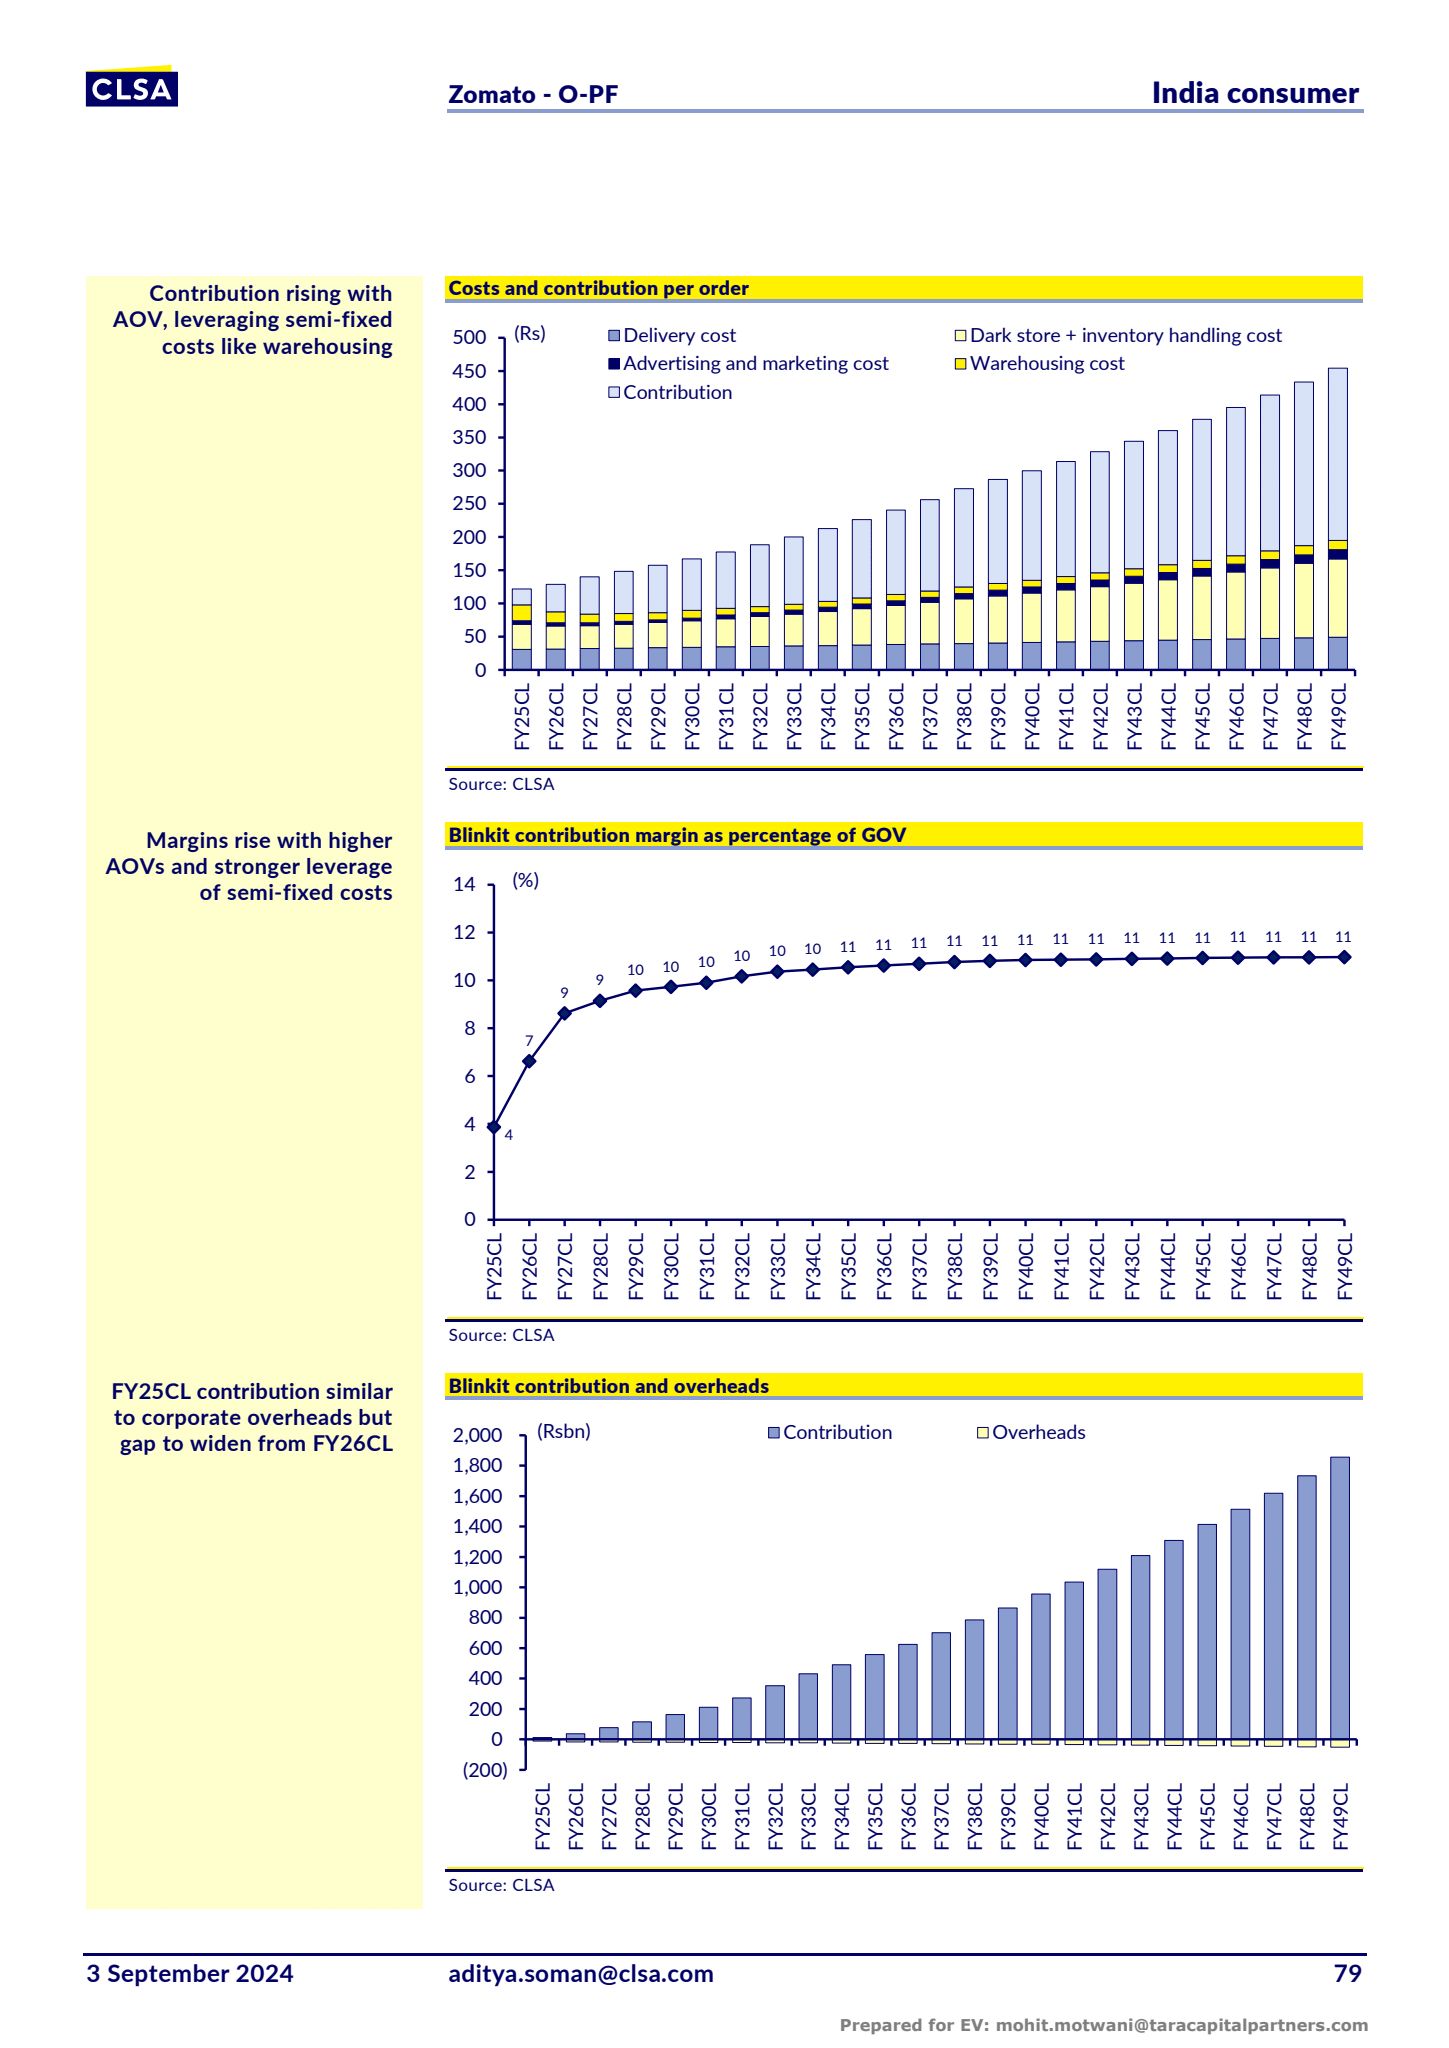 CLSA
Zomato - O-PF
India consumer
Contribution rising with
AOV, leveraging semi-fixed
costs like warehousing
Costs and contribution per order
(Rs)
Delivery cost
Dark store + inventory handling cost
Advertising and marketing cost
Warehousing cost
Contribution
500
450
400
350
300
250
200
150
100
50
0
FY25CL FY26CL FY27CL FY28CL FY29CL FY30CL FY31CL FY32CL FY33CL FY34CL FY35CL FY36CL FY37CL FY38CL FY39CL FY40CL FY41CL FY42CL FY43CL FY44CL FY45CL FY46CL FY47CL FY48CL FY49CL
Source: CLSA
Margins rise with higher
AOVs and stronger leverage
of semi-fixed costs
Blinkit contribution margin as percentage of GOV
(%)
14
12
10
8
6
4
2
0
4 7 9 9 10 10 10 10 10 10 11 11 11 11 11 11 11 11 11 11 11 11 11 11 11
FY25CL FY26CL FY27CL FY28CL FY29CL FY30CL FY31CL FY32CL FY33CL FY34CL FY35CL FY36CL FY37CL FY38CL FY39CL FY40CL FY41CL FY42CL FY43CL FY44CL FY45CL FY46CL FY47CL FY48CL FY49CL
Source: CLSA
FY25CL contribution similar
to corporate overheads but
gap to widen from FY26CL
Blinkit contribution and overheads
(Rsbn)
Contribution
Overheads
2,000
1,800
1,600
1,400
1,200
1,000
800
600
400
200
0
(200)
FY25CL FY26CL FY27CL FY28CL FY29CL FY30CL FY31CL FY32CL FY33CL FY34CL FY35CL FY36CL FY37CL FY38CL FY39CL FY40CL FY41CL FY42CL FY43CL FY44CL FY45CL FY46CL FY47CL FY48CL FY49CL
Source: CLSA
3 September 2024
aditya.soman@clsa.com
79
Prepared for EV: mohit.motwani@taracapitalpartners.com